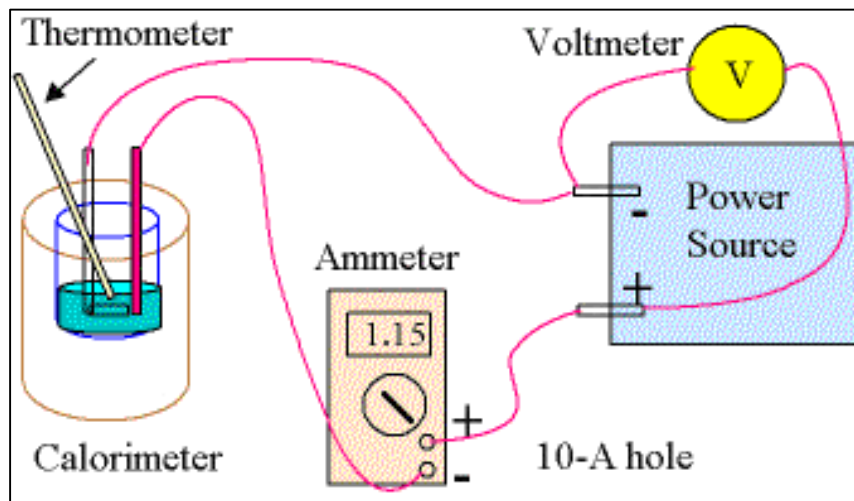 Thermometer
Voltmeter
V
Power
Source
-
+
Ammeter
1.15
+
-
Calorimeter
10-A hole